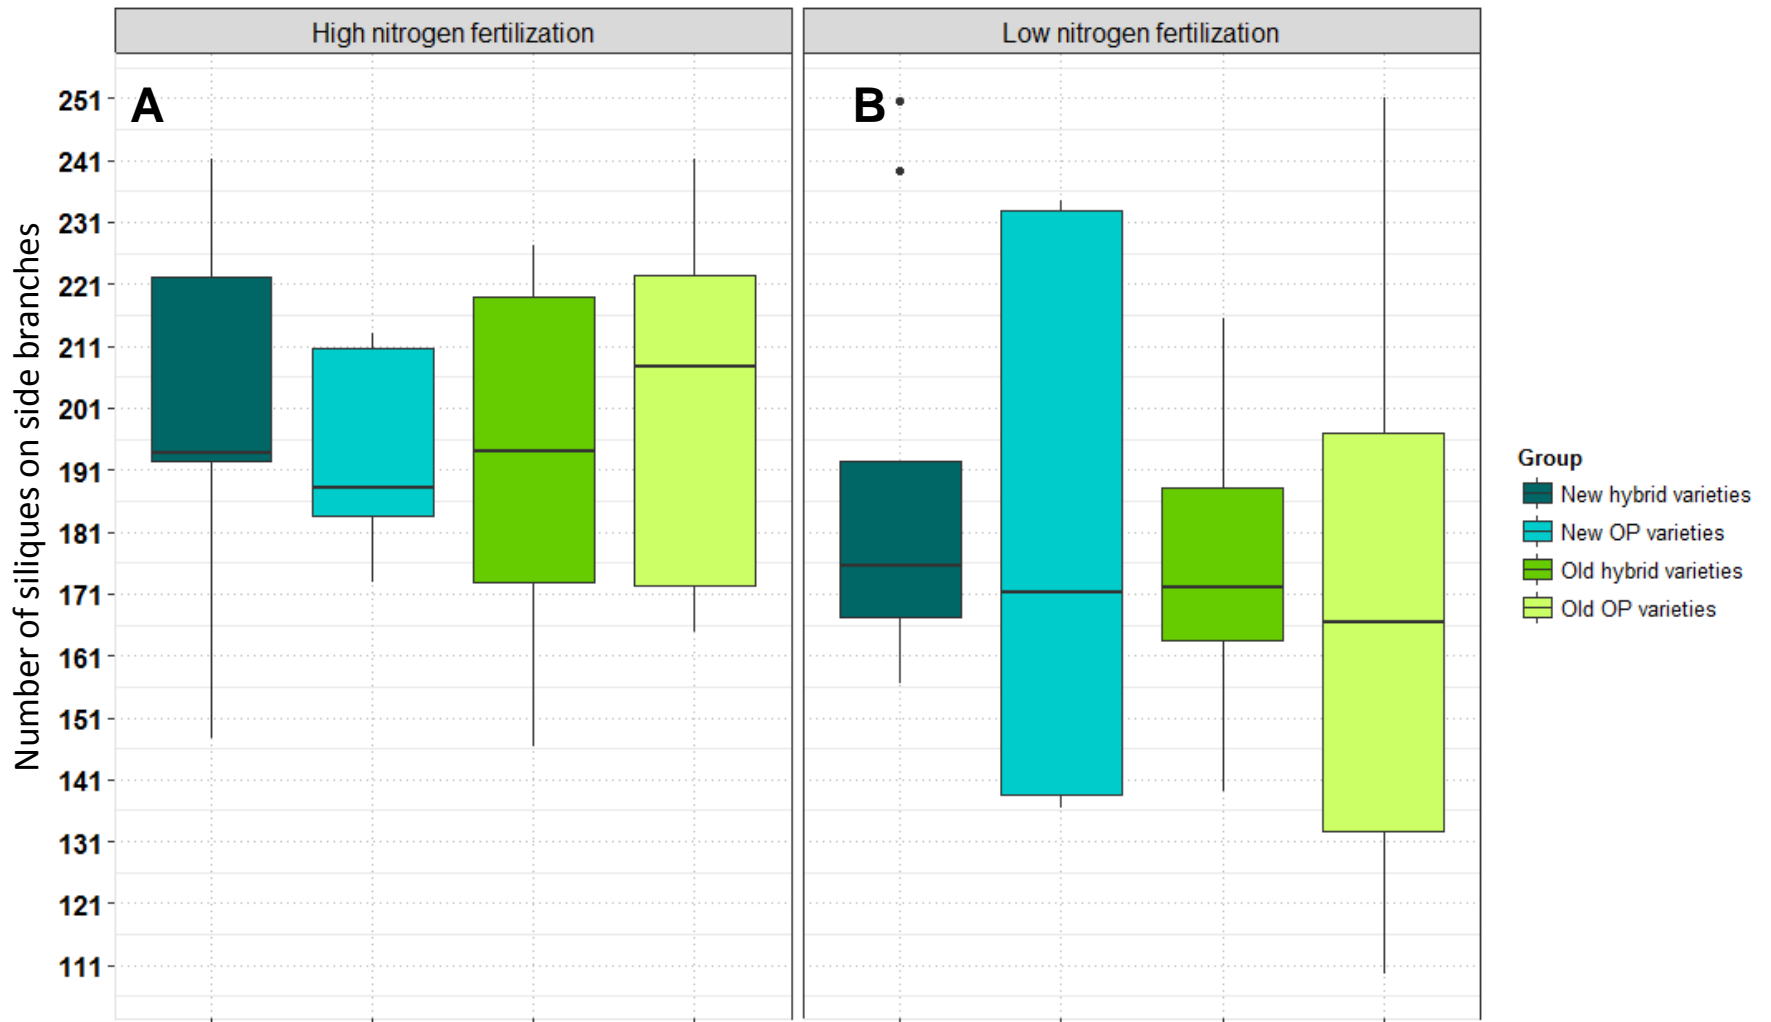 High nitrogen fertilization
Low nitrogen fertilization
A
B
Number of siliques on side branches
251
241
231
221
211
201
191
181
171
161
151
141
131
121
111
Group
New hybrid varieties
New OP varieties
Old hybrid varieties
Old OP varieties